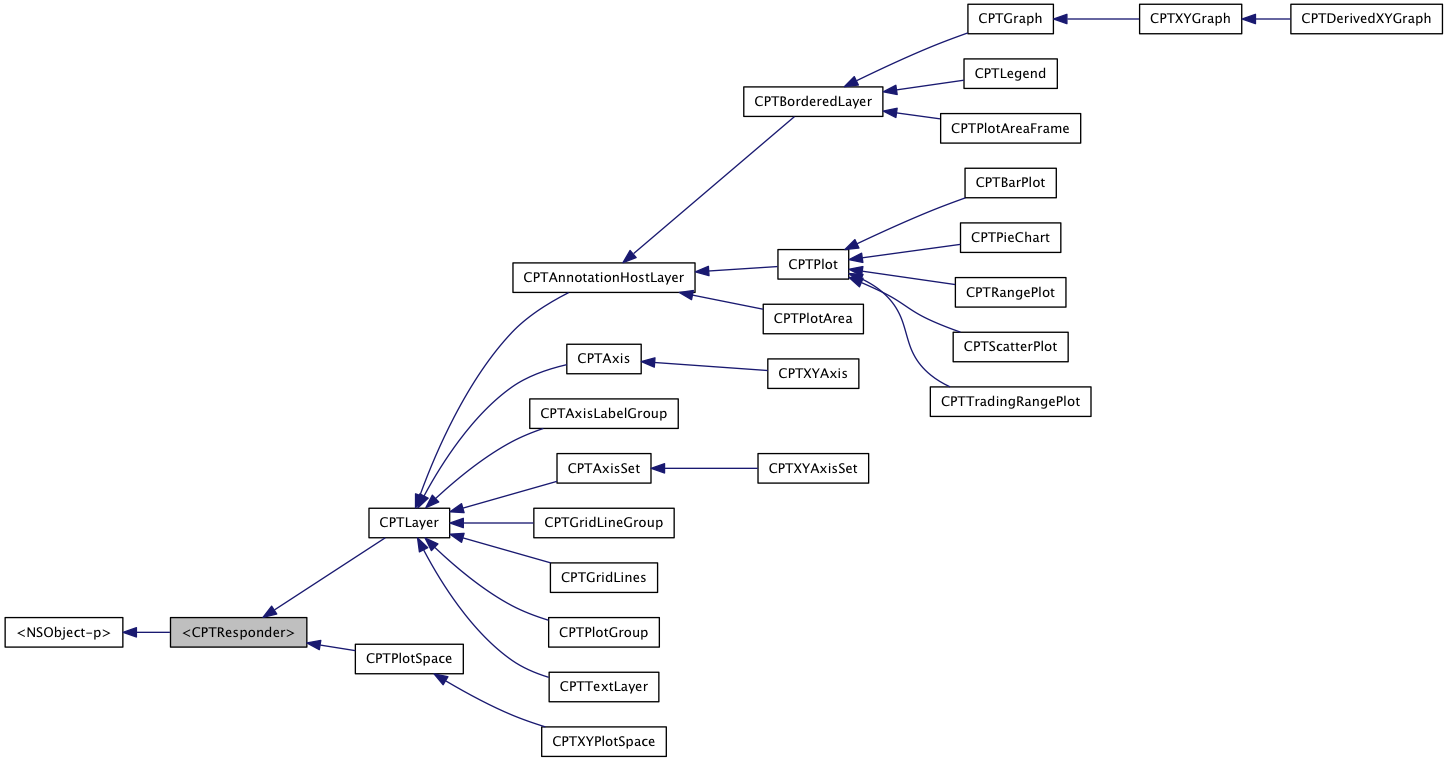 CPTGraph
CPTXYGraph
CPTDerivedXYGraph
CPTLegend
CPTBorderedLayer
CPTPlotAreaFrame
CPTBarPlot
CPTPieChart
CPTPlot
CPTAnnotationHostLayer
CPTRangePlot
CPTPlotArea
CPTScatterPlot
CPTAxis
CPTXYAxis
CPTTradingRangePlot
CPTAxisLabelGroup
CPTAxisSet
CPTXYAxisSet
CPTLayer
CPTGridLineGroup
CPTGridLines
<NSObject-p>
<CPTResponder>
CPTPlotGroup
CPTPlotSpace
CPTTextLayer
CPTXYPlotSpace